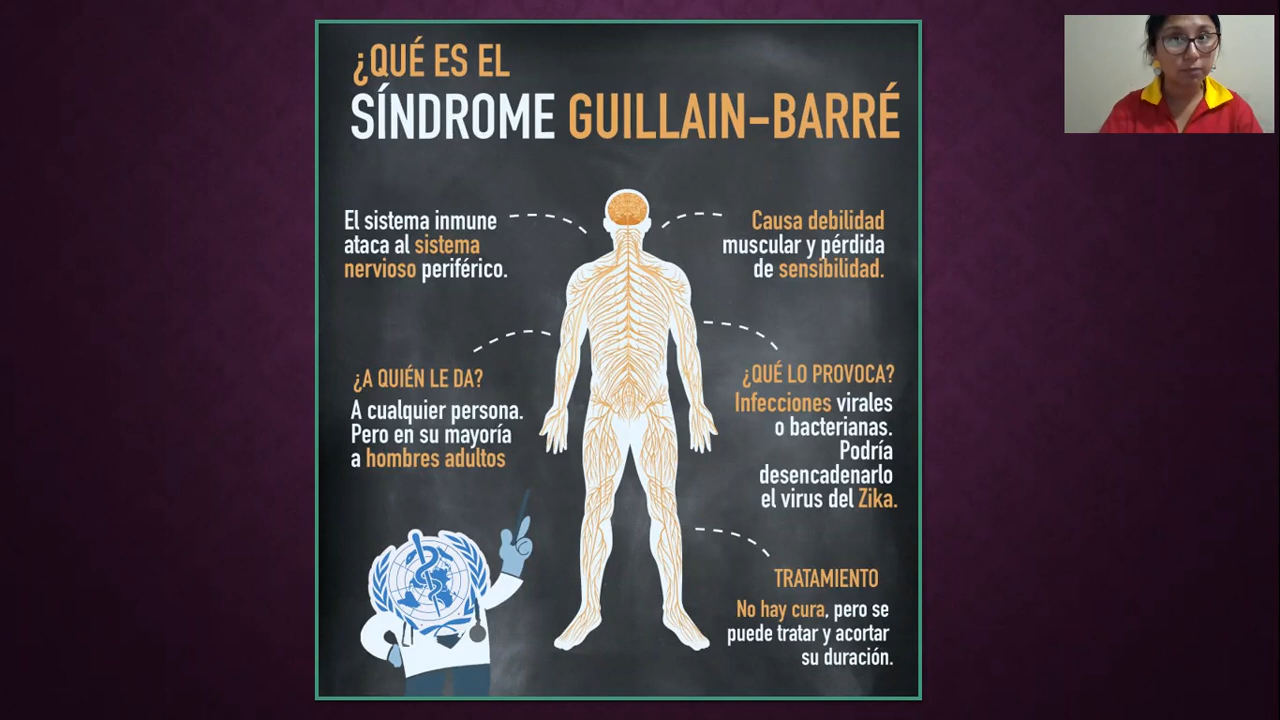 ¿QUÉ ES EL
SÍNDROME GUILLAIN-BARRÉ
El sistema inmune
ataca al sistema
nervioso periférico.
Causa debilidad
muscular y pérdida
de sensibilidad.
¿A QUIÉN LE DA?
A cualquier persona.
Pero en su mayoría
a hombres adultos
¿QUÉ LO PROVOCA?
Infecciones virales
o bacterianas.
Podría
desencadenarlo
el virus del Zika.
TRATAMIENTO
No hay cura, pero se
puede tratar y acortar
su duración.